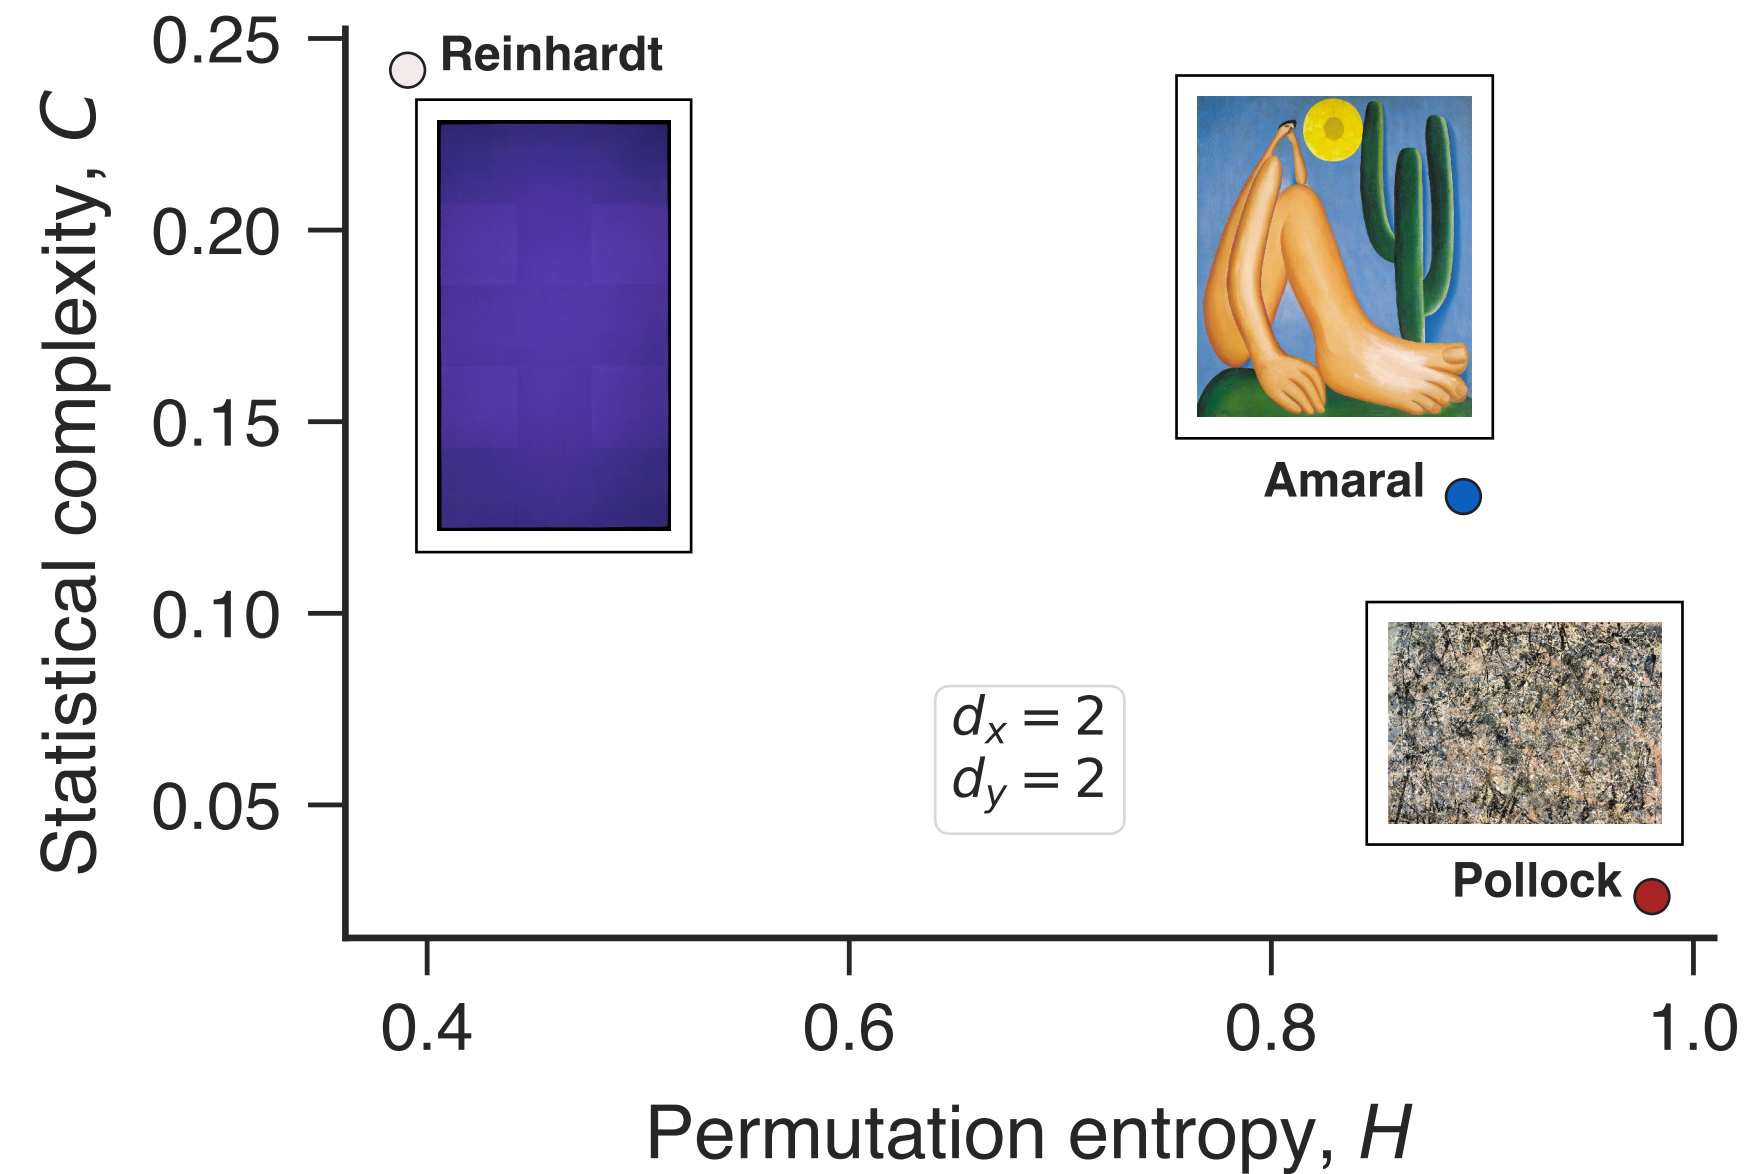 0.25
0.20
0.15
0.10
0.05
Statistical complexity, C
Reinhardt
Amaral
d_x = 2
d_y = 2
Pollock
0.4
0.6
0.8
1.0
Permutation entropy, H